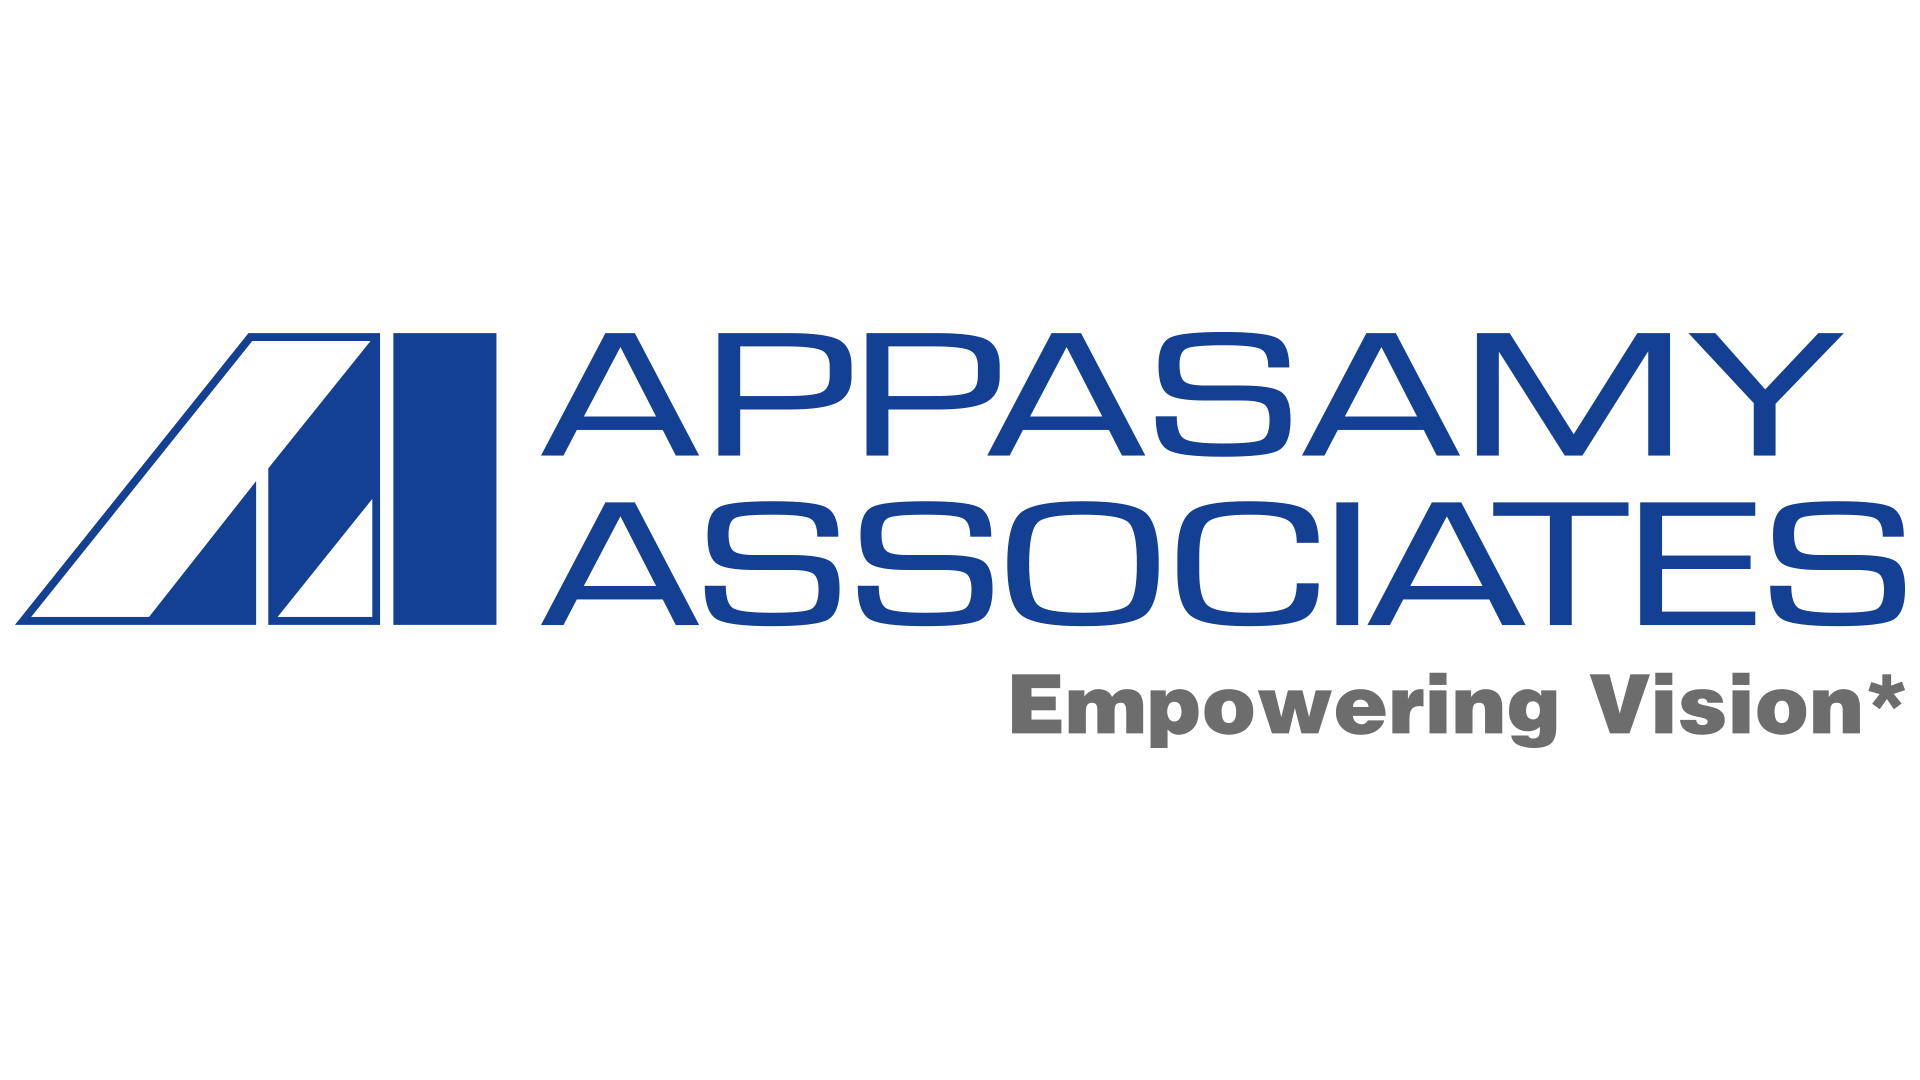 APPASAMY
ASSOCIATES
Empowering Vision*